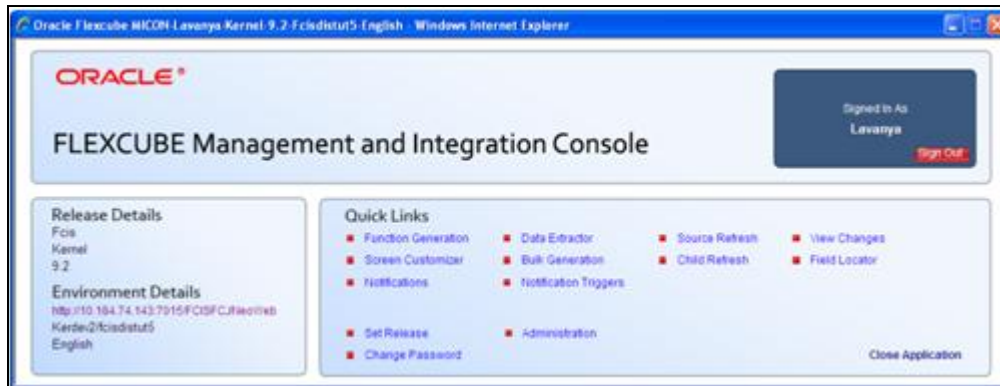 Oracle Flexcube MICON-Lavanya-Kernel-9.2-Fcisdistut5-English - Windows Internet Explorer
ORACLE®
FLEXCUBE Management and Integration Console
Signed In As
Lavanya
Sign Out
Release Details
Fcis
Kernel
9.2
Environment Details
Kerdev2/fcisdistut5
English
Quick Links
Function Generation Data Extractor Source Refresh View Changes
Screen Customizer Bulk Generation Child Refresh Field Locator
Notifications Notification Triggers
Set Release Administration
Change Password Close Application